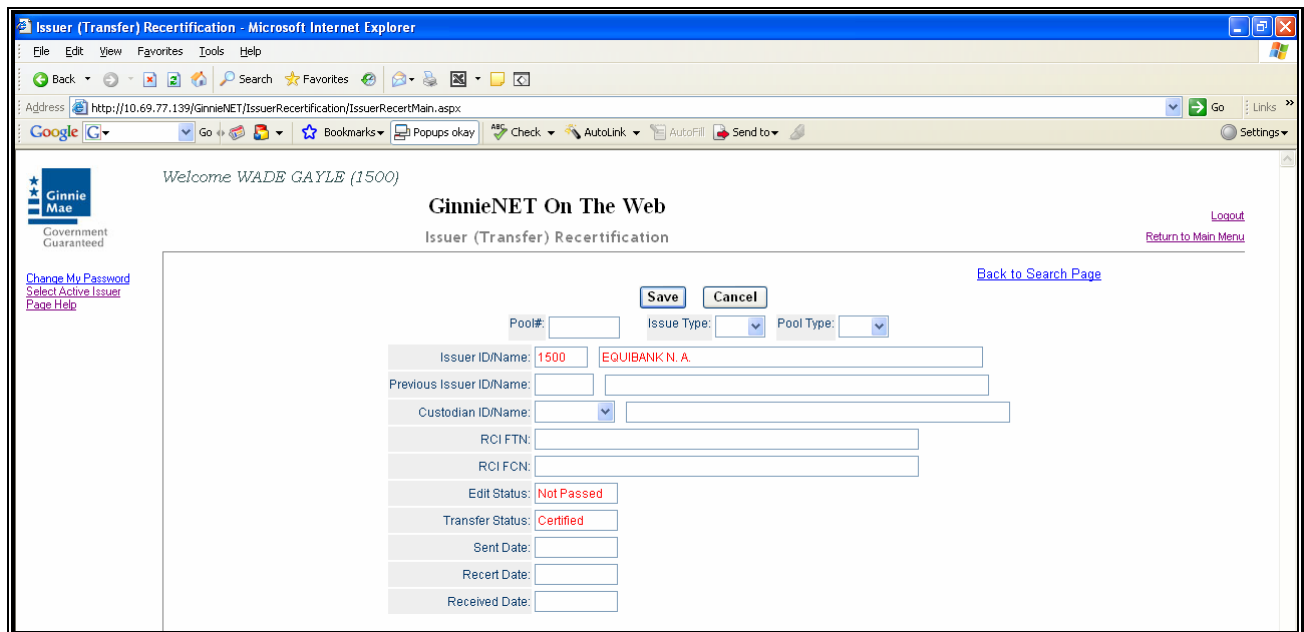 Issuer (Transfer) Recertification - Microsoft Internet Explorer
File Edit View Favorites Tools Help
Back Search Favorites
Address http://10.69.77.139/GinnieNET/IssuerRecertification/IssuerRecertMain.aspx Go Links »
Google G Go Bookmarks Popups okay ABC Check AutoLink AutoFill Send to Settings
Ginnie
Mae
Government
Guaranteed
Welcome WADE GAYLE (1500)
GinnieNET On The Web
Issuer (Transfer) Recertification
Logout
Return to Main Menu
Change My Password
Select Active Issuer
Page Help
Back to Search Page
Save Cancel
Pool#: Issue Type: Pool Type:
Issuer ID/Name: 1500 EQUIBANK N. A.
Previous Issuer ID/Name:
Custodian ID/Name:
RCI FTN:
RCI FCN:
Edit Status: Not Passed
Transfer Status: Certified
Sent Date:
Recert Date:
Received Date: